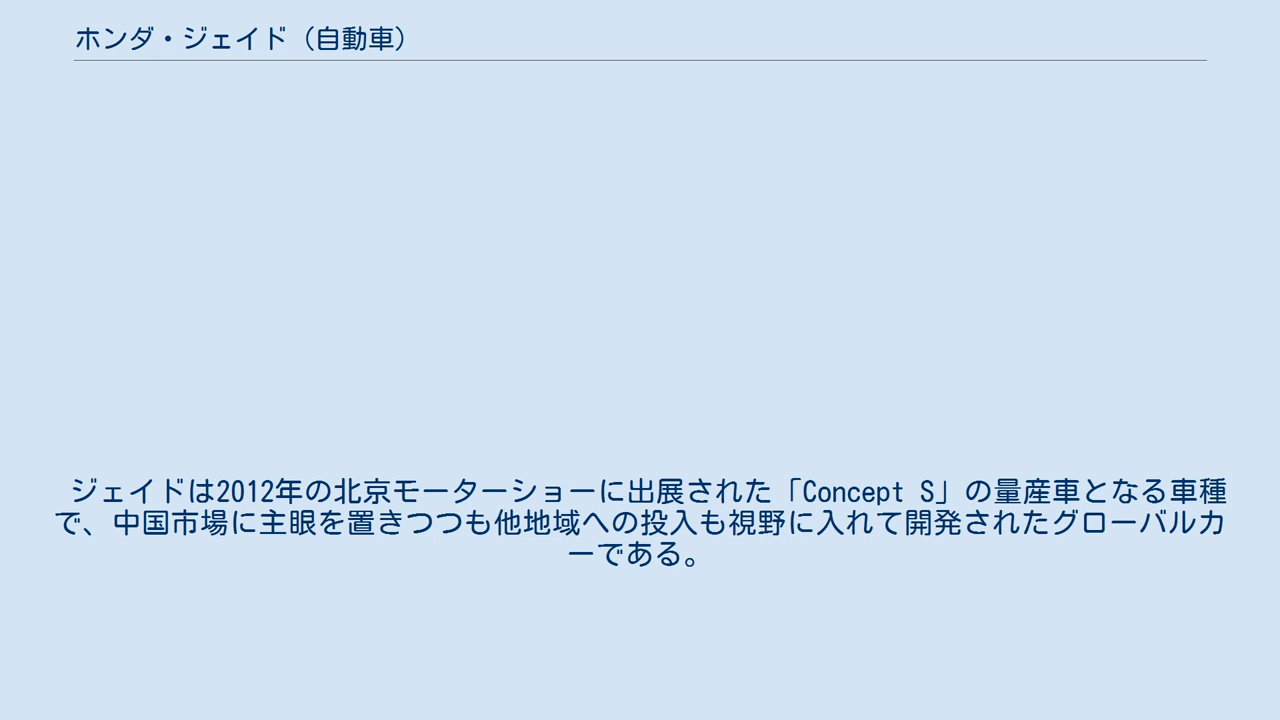 ホンダ・ジェイド（自動車）
ジェイドは2012年の北京モーターショーに出展された「Concept S」の量産車となる車種
で、中国市場に主眼を置きつつも他地域への投入も視野に入れて開発されたグローバルカ
ーである。